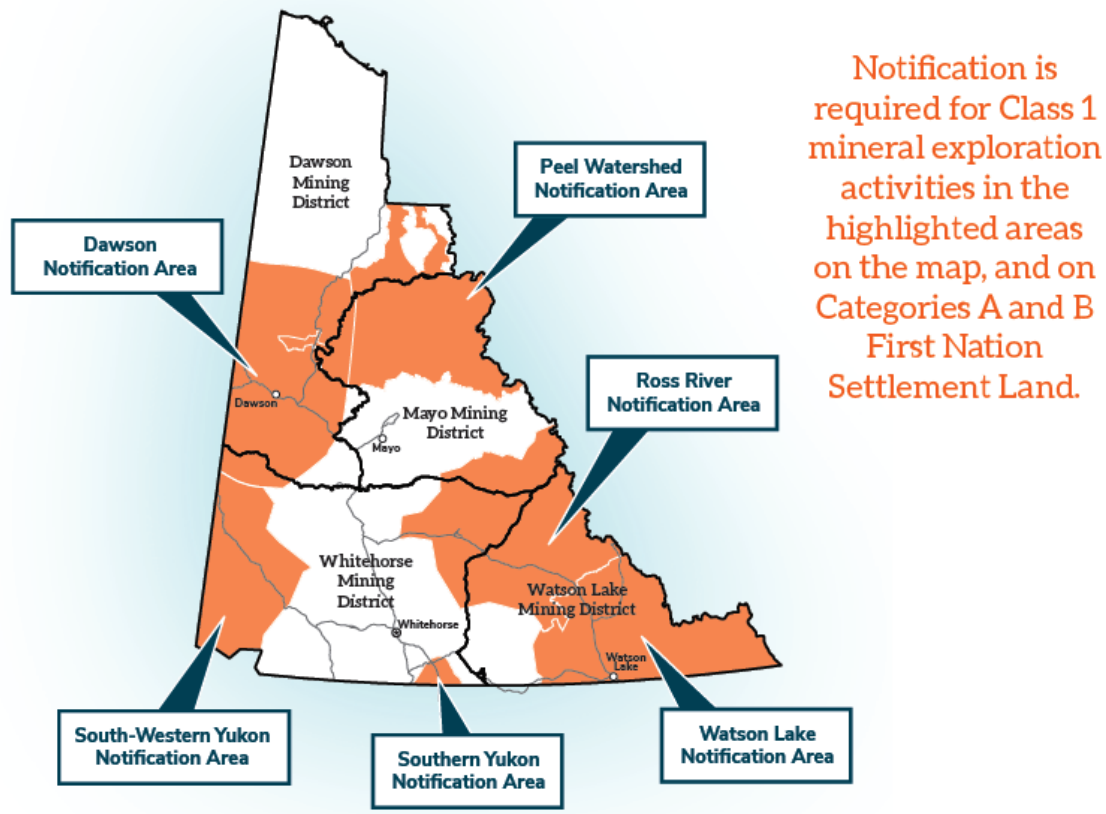 Notification is
required for Class 1
mineral exploration
activities in the
highlighted areas
on the map, and on
Categories A and B
First Nation
Settlement Land.
Dawson
Mining
District
Peel Watershed
Notification Area
Dawson
Notification Area
Ross River
Notification Area
Dawson
Mayo Mining
District
Mayo
Whitehorse
Mining
District
Watson Lake
Mining District
Whitehorse
Watson
Lake
South-Western Yukon
Notification Area
Southern Yukon
Notification Area
Watson Lake
Notification Area